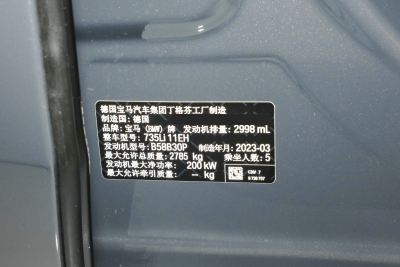 德国宝马汽车集团丁格芬工厂制造
制造国: 德国
品牌: 宝马 (BMW) 牌 发动机排量: 2998 mL
整车型号: 735Li 11EH
发动机型号: B58B30P 制造年月: 2023-03
最大允许总质量: 2785 kg 乘坐人数: 5
发动机最大净功率: 200 kW
最大允许牵引质量: -- kg